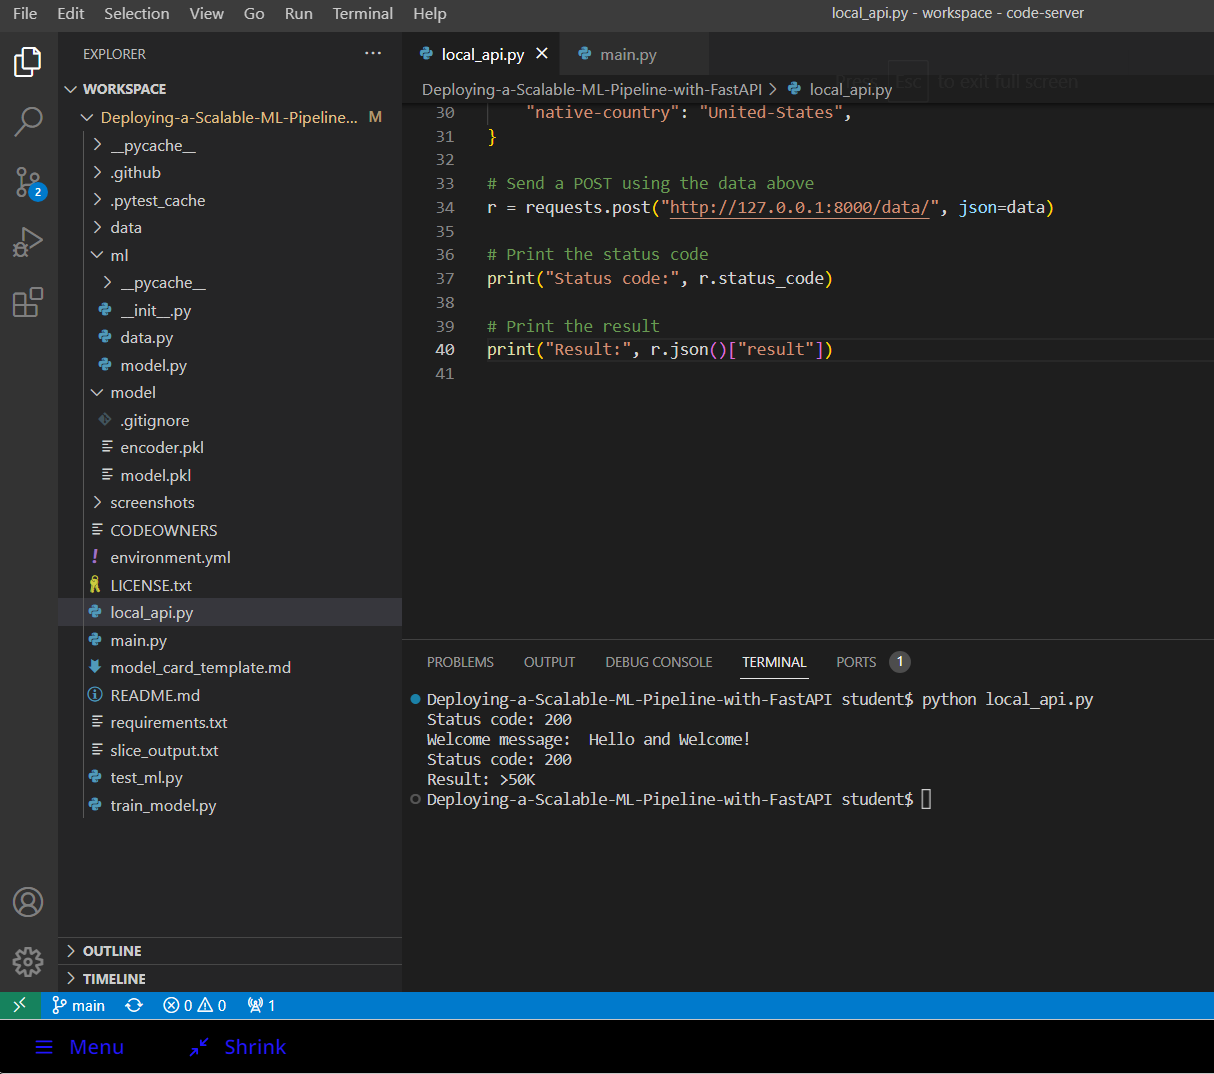 File Edit Selection View Go Run Terminal Help
local_api.py - workspace - code-server
EXPLORER
WORKSPACE
Deploying-a-Scalable-ML-Pipeline... M
__pycache__
.github
.pytest_cache
data
ml
__pycache__
__init__.py
data.py
model.py
model
.gitignore
encoder.pkl
model.pkl
screenshots
CODEOWNERS
environment.yml
LICENSE.txt
local_api.py
main.py
model_card_template.md
README.md
requirements.txt
slice_output.txt
test_ml.py
train_model.py
OUTLINE
TIMELINE
2
local_api.py main.py
Press Esc to exit full screen
Deploying-a-Scalable-ML-Pipeline-with-FastAPI > local_api.py
30 "native-country": "United-States",
31 }
32
33 # Send a POST using the data above
34 r = requests.post("http://127.0.0.1:8000/data/", json=data)
35
36 # Print the status code
37 print("Status code:", r.status_code)
38
39 # Print the result
40 print("Result:", r.json()["result"])
41
PROBLEMS OUTPUT DEBUG CONSOLE TERMINAL PORTS 1
Deploying-a-Scalable-ML-Pipeline-with-FastAPI student$ python local_api.py
Status code: 200
Welcome message:  Hello and Welcome!
Status code: 200
Result: >50K
Deploying-a-Scalable-ML-Pipeline-with-FastAPI student$
main 0 0 1
Menu Shrink